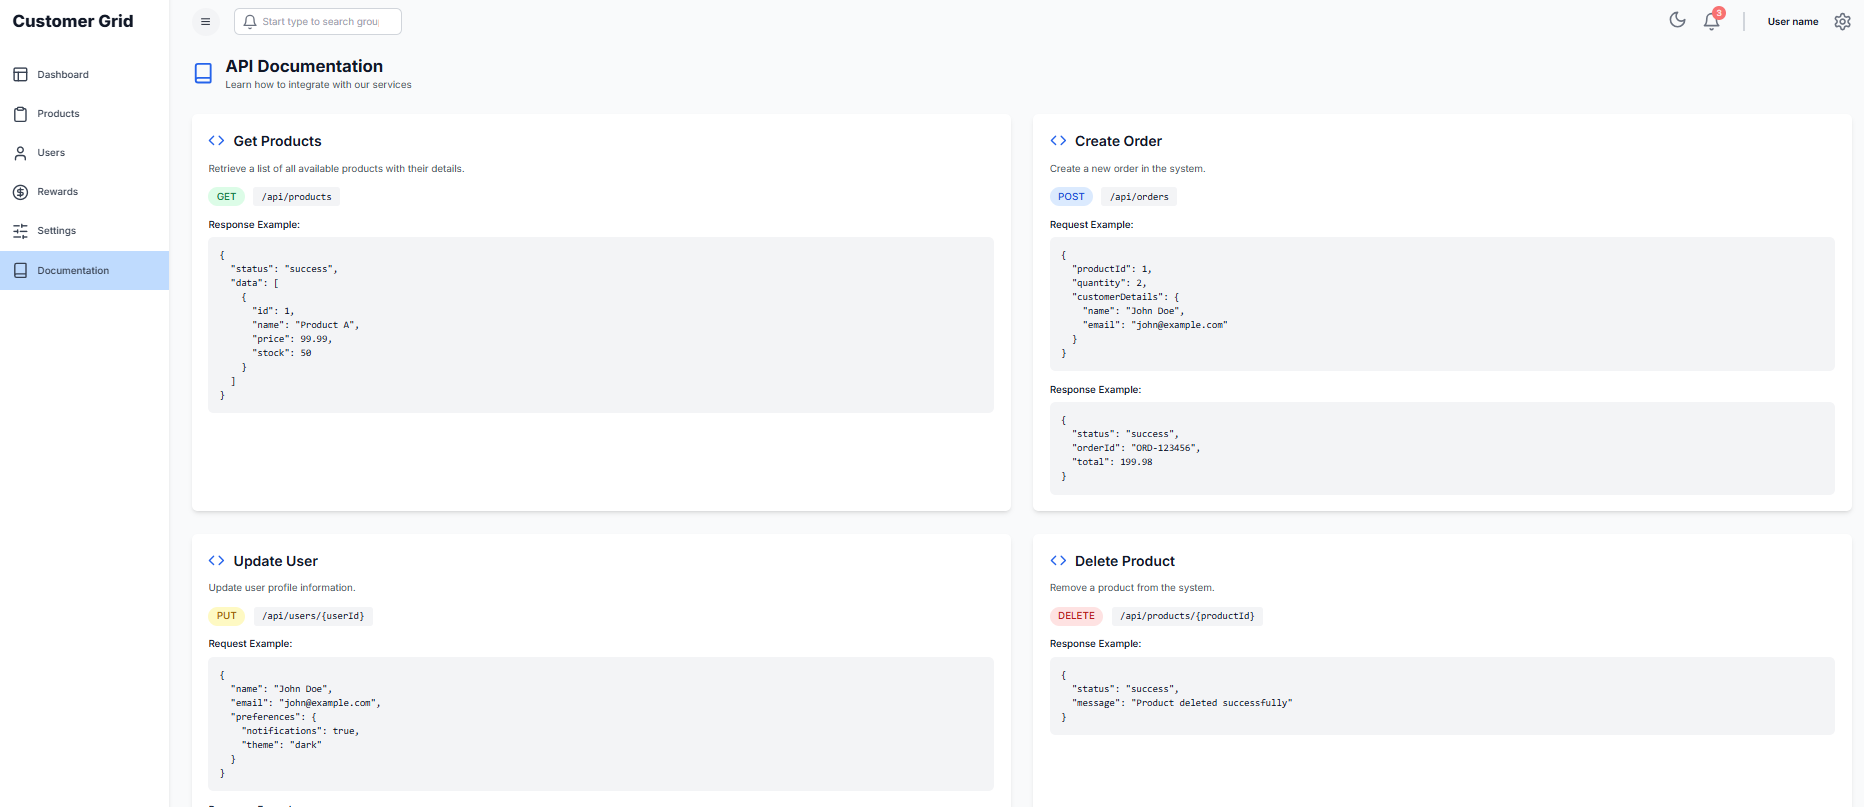 Customer Grid
Dashboard
Products
Users
Rewards
Settings
Documentation
Start type to search grou
3
User name
API Documentation
Learn how to integrate with our services
Get Products
Retrieve a list of all available products with their details.
GET /api/products
Response Example:
{
  "status": "success",
  "data": [
    {
      "id": 1,
      "name": "Product A",
      "price": 99.99,
      "stock": 50
    }
  ]
}
Create Order
Create a new order in the system.
POST /api/orders
Request Example:
{
  "productId": 1,
  "quantity": 2,
  "customerDetails": {
    "name": "John Doe",
    "email": "john@example.com"
  }
}
Response Example:
{
  "status": "success",
  "orderId": "ORD-123456",
  "total": 199.98
}
Update User
Update user profile information.
PUT /api/users/{userId}
Request Example:
{
  "name": "John Doe",
  "email": "john@example.com",
  "preferences": {
    "notifications": true,
    "theme": "dark"
  }
}
Delete Product
Remove a product from the system.
DELETE /api/products/{productId}
Response Example:
{
  "status": "success",
  "message": "Product deleted successfully"
}